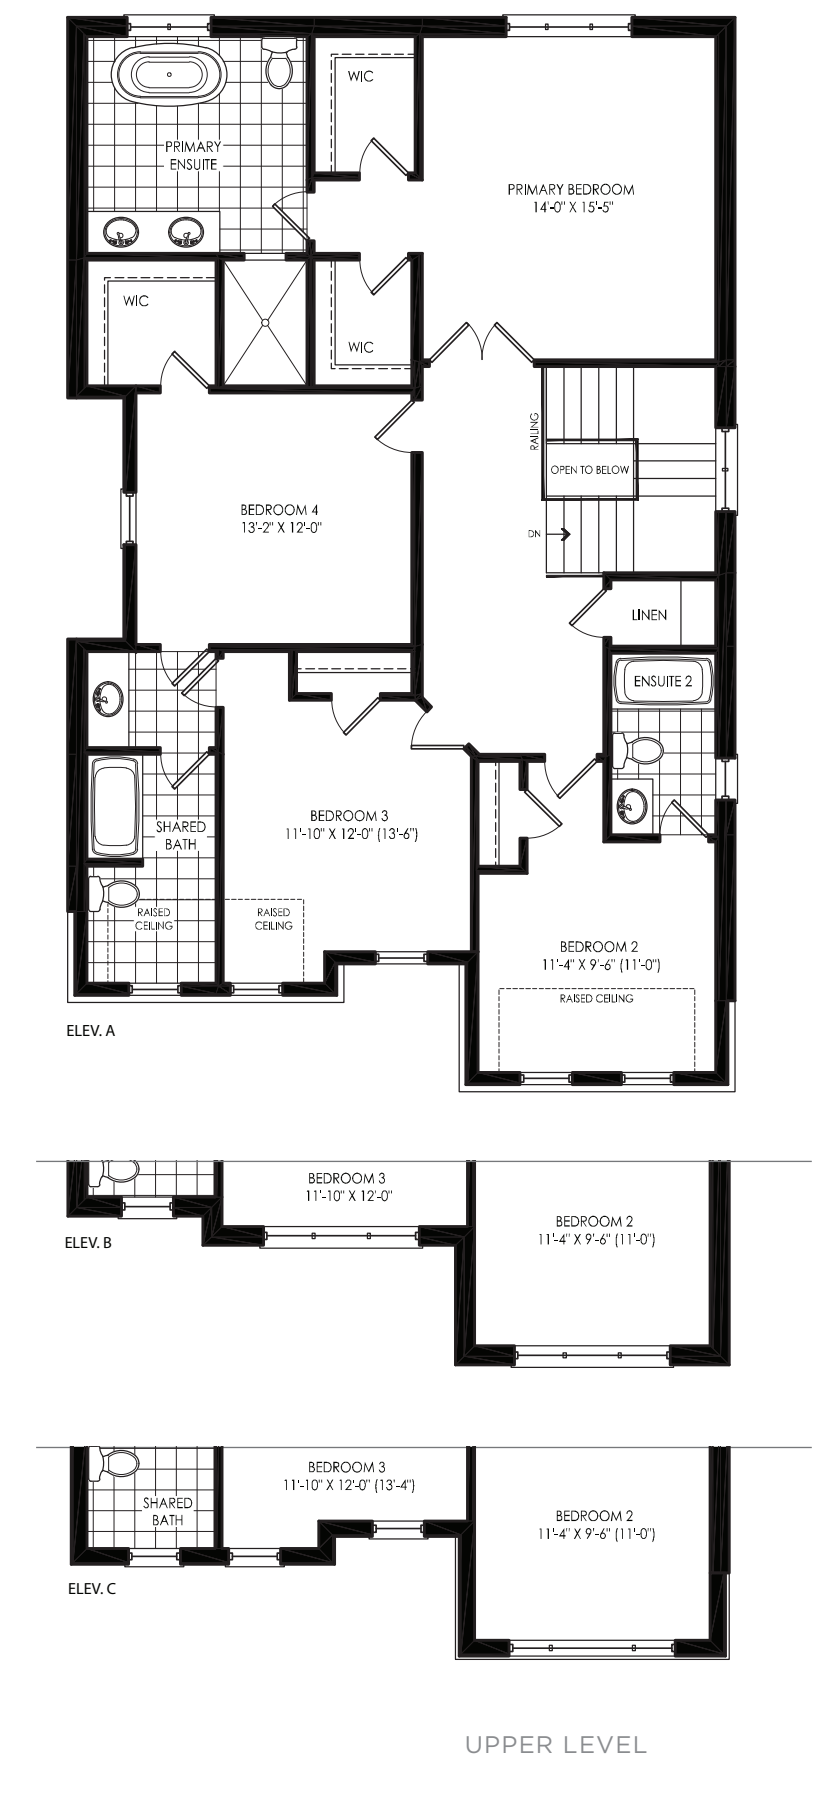 WIC
PRIMARY
ENSUITE
PRIMARY BEDROOM
14'-0" X 15'-5"
WIC
WIC
RAILING
OPEN TO BELOW
BEDROOM 4
13'-2" X 12'-0"
DN
LINEN
ENSUITE 2
BEDROOM 3
11'-10" X 12'-0" (13'-6")
SHARED
BATH
RAISED
CEILING
RAISED
CEILING
BEDROOM 2
11'-4" X 9'-6" (11'-0")
RAISED CEILING
ELEV. A
BEDROOM 3
11'-10" X 12'-0"
BEDROOM 2
11'-4" X 9'-6" (11'-0")
ELEV. B
BEDROOM 3
11'-10" X 12'-0" (13'-4")
SHARED
BATH
BEDROOM 2
11'-4" X 9'-6" (11'-0")
ELEV. C
UPPER LEVEL